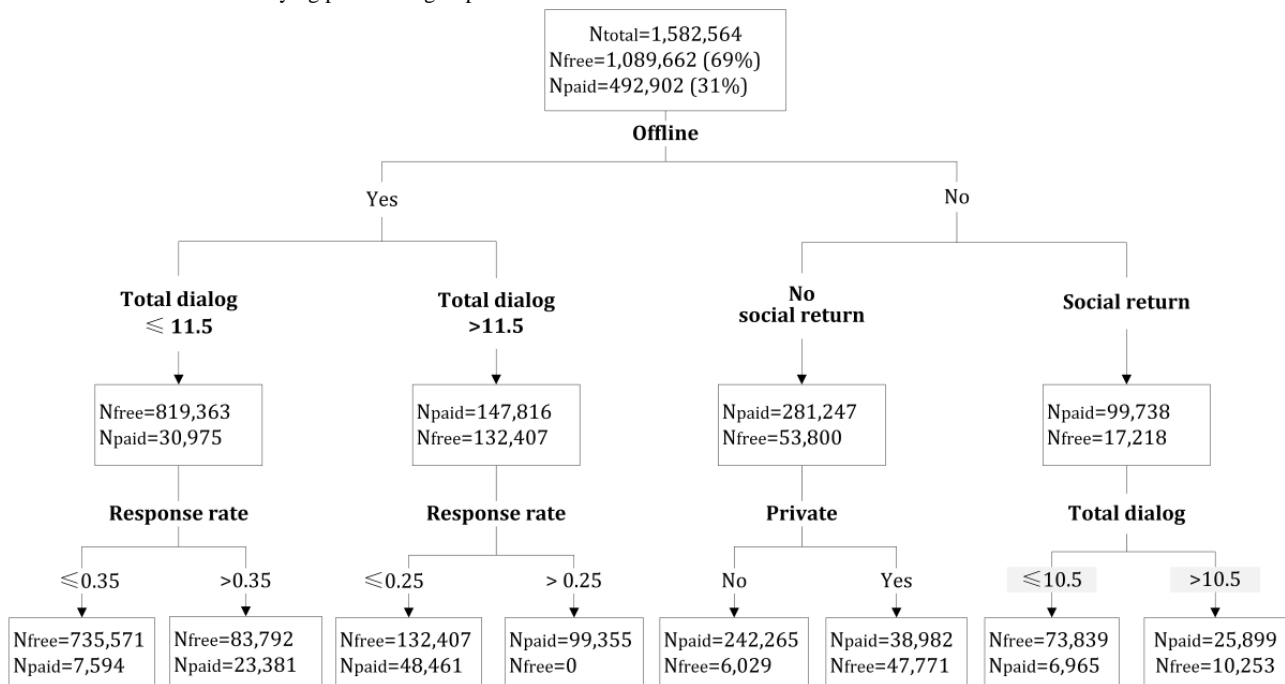 Ntotal=1,582,564
Nfree=1,089,662 (69%)
Npaid=492,902 (31%)
Offline
Yes
No
Total dialog
≤ 11.5
Total dialog
>11.5
No
social return
Social return
Nfree=819,363
Npaid=30,975
Npaid=147,816
Nfree=132,407
Npaid=281,247
Nfree=53,800
Npaid=99,738
Nfree=17,218
Response rate
Response rate
Private
Total dialog
≤0.35
>0.35
≤0.25
> 0.25
No
Yes
≤10.5
>10.5
Nfree=735,571
Npaid=7,594
Nfree=83,792
Npaid=23,381
Nfree=132,407
Npaid=48,461
Npaid=99,355
Nfree=0
Npaid=242,265
Nfree=6,029
Npaid=38,982
Nfree=47,771
Nfree=73,839
Npaid=6,965
Npaid=25,899
Nfree=10,253